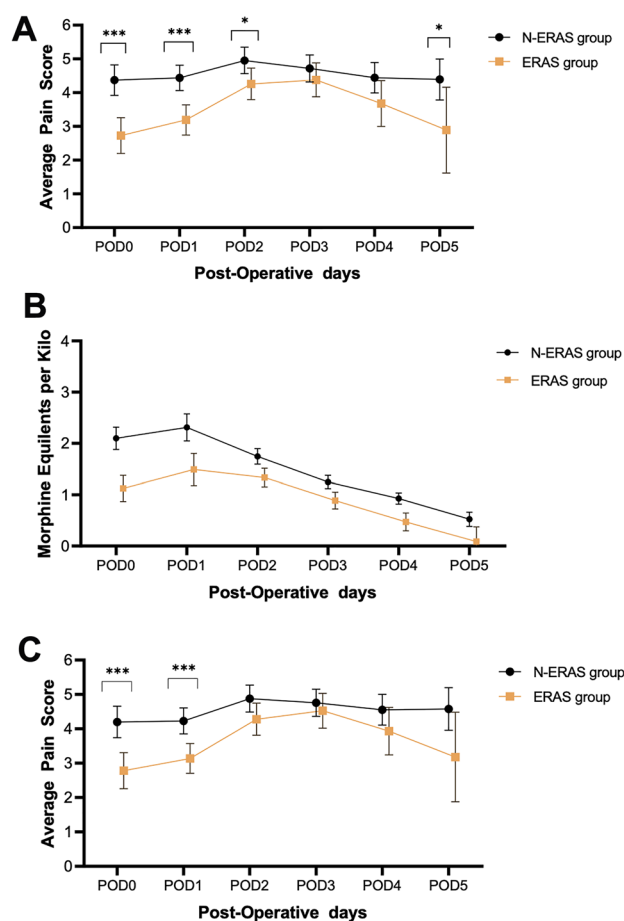 A
*** *** * *
N-ERAS group
ERAS group
Average Pain Score
6
5
4
3
2
1
0
POD0 POD1 POD2 POD3 POD4 POD5
Post-Operative days
B
Morphine Equilents per Kilo
4
3
2
1
0
N-ERAS group
ERAS group
POD0 POD1 POD2 POD3 POD4 POD5
Post-Operative days
C
*** ***
N-ERAS group
ERAS group
Average Pain Score
6
5
4
3
2
1
0
POD0 POD1 POD2 POD3 POD4 POD5
Post-Operative days